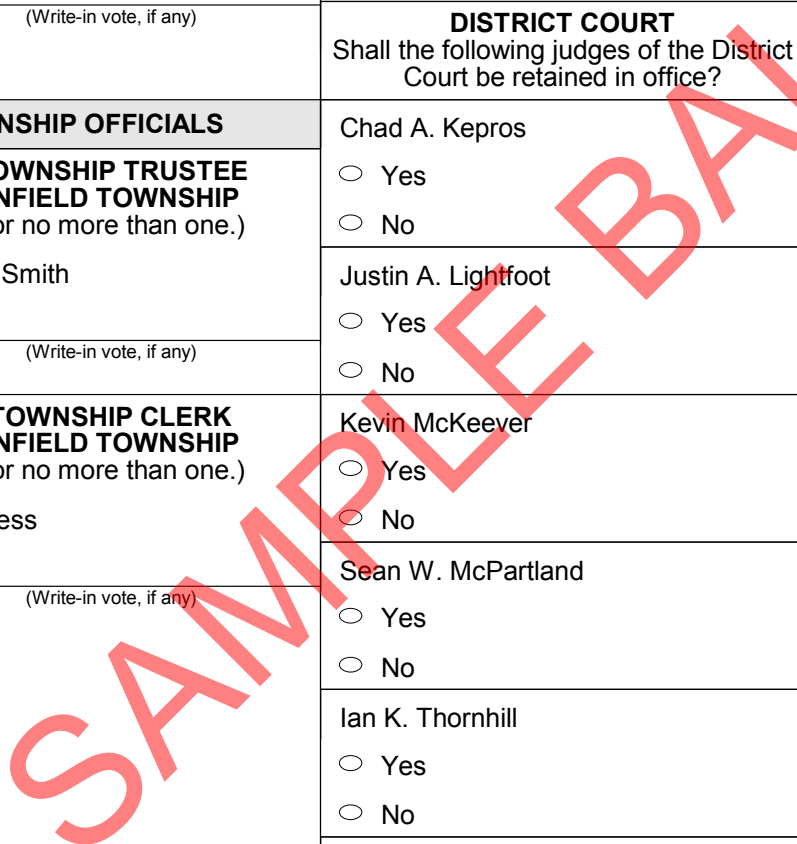 (Write-in vote, if any)
NSHIP OFFICIALS
OWNSHIP TRUSTEE
NFIELD TOWNSHIP
or no more than one.)
Smith
(Write-in vote, if any)
TOWNSHIP CLERK
NFIELD TOWNSHIP
or no more than one.)
ess
(Write-in vote, if any)
DISTRICT COURT
Shall the following judges of the District
Court be retained in office?
Chad A. Kepros
Yes
No
Justin A. Lightfoot
Yes
No
Kevin McKeever
Yes
No
Sean W. McPartland
Yes
No
Ian K. Thornhill
Yes
No
SAMPLE BAL